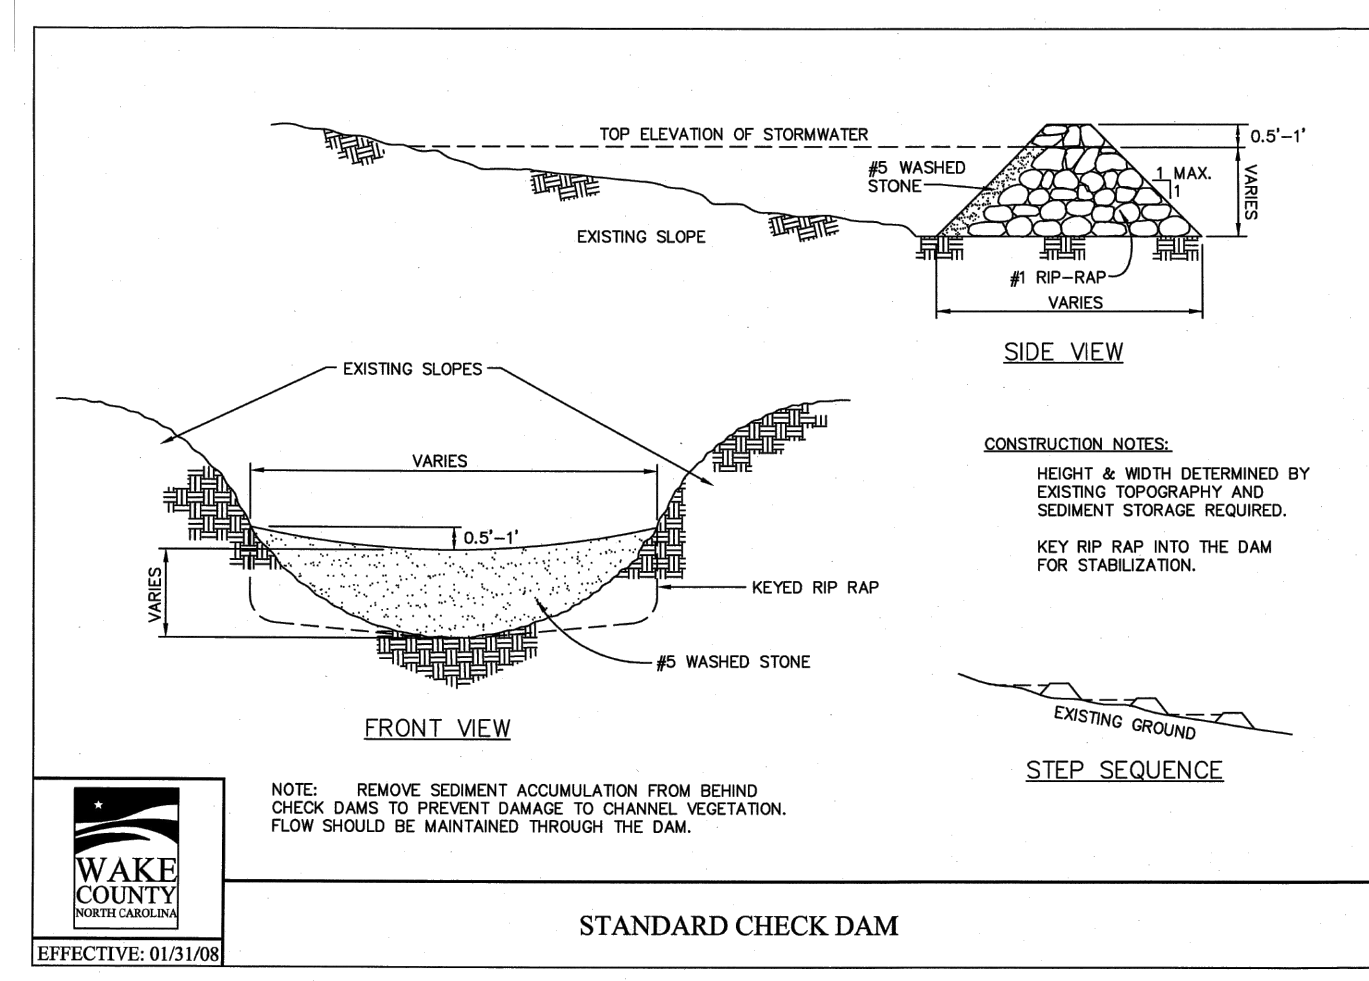 TOP ELEVATION OF STORMWATER
0.5'-1'
#5 WASHED
STONE
1 MAX.
1
VARIES
EXISTING SLOPE
#1 RIP-RAP
VARIES
SIDE VIEW
EXISTING SLOPES
VARIES
0.5'-1'
VARIES
KEYED RIP RAP
#5 WASHED STONE
FRONT VIEW
CONSTRUCTION NOTES:
HEIGHT & WIDTH DETERMINED BY
EXISTING TOPOGRAPHY AND
SEDIMENT STORAGE REQUIRED.
KEY RIP RAP INTO THE DAM
FOR STABILIZATION.
EXISTING GROUND
STEP SEQUENCE
NOTE: REMOVE SEDIMENT ACCUMULATION FROM BEHIND
CHECK DAMS TO PREVENT DAMAGE TO CHANNEL VEGETATION.
FLOW SHOULD BE MAINTAINED THROUGH THE DAM.
WAKE
COUNTY
NORTH CAROLINA
EFFECTIVE: 01/31/08
STANDARD CHECK DAM